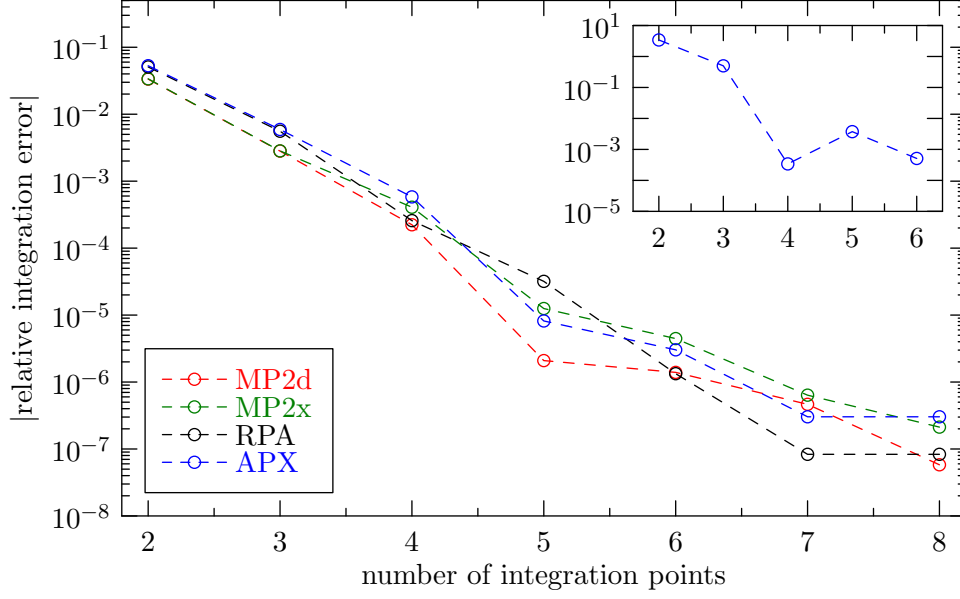 |relative integration error|
10⁻¹
10⁻²
10⁻³
10⁻⁴
10⁻⁵
10⁻⁶
10⁻⁷
10⁻⁸
2 3 4 5 6 7 8
number of integration points
MP2d
MP2x
RPA
APX
10¹
10⁻¹
10⁻³
10⁻⁵
2 3 4 5 6